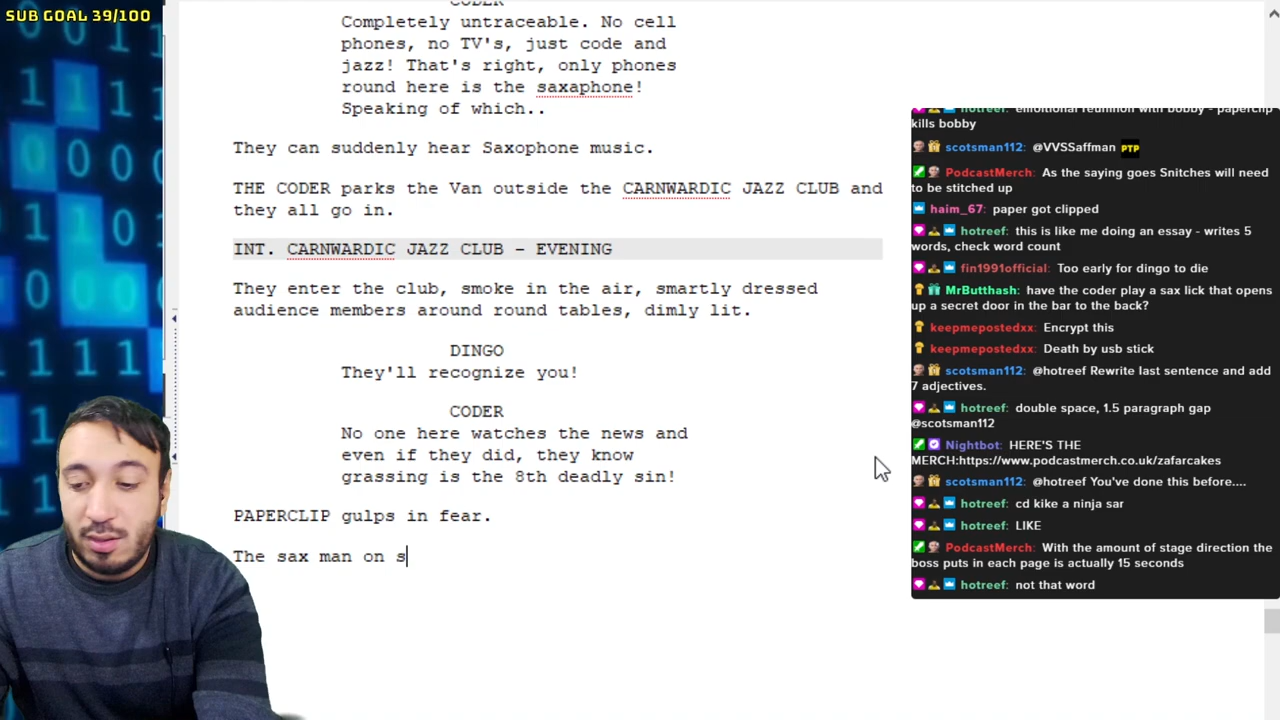 SUB GOAL 39/100
CODER
Completely untraceable. No cell
phones, no TV's, just code and
jazz! That's right, only phones
round here is the saxaphone!
Speaking of which..
They can suddenly hear Saxophone music.
THE CODER parks the Van outside the CARNWARDIC JAZZ CLUB and
they all go in.
INT. CARNWARDIC JAZZ CLUB - EVENING
They enter the club, smoke in the air, smartly dressed
audience members around round tables, dimly lit.
DINGO
They'll recognize you!
CODER
No one here watches the news and
even if they did, they know
grassing is the 8th deadly sin!
PAPERCLIP gulps in fear.
The sax man on s
hotreef: emoitional reunion with bobby - paperclip
kills bobby
scotsman112: @VVSSaffman PTP
PodcastMerch: As the saying goes Snitches will need
to be stitched up
haim_67: paper got clipped
hotreef: this is like me doing an essay - writes 5
words, check word count
fin1991official: Too early for dingo to die
MrButthash: have the coder play a sax lick that opens
up a secret door in the bar to the back?
keepmepostedxx: Encrypt this
keepmepostedxx: Death by usb stick
scotsman112: @hotreef Rewrite last sentence and add
7 adjectives.
hotreef: double space, 1.5 paragraph gap
@scotsman112
Nightbot: HERE'S THE
MERCH:https://www.podcastmerch.co.uk/zafarcakes
scotsman112: @hotreef You've done this before....
hotreef: cd kike a ninja sar
hotreef: LIKE
PodcastMerch: With the amount of stage direction the
boss puts in each page is actually 15 seconds
hotreef: not that word